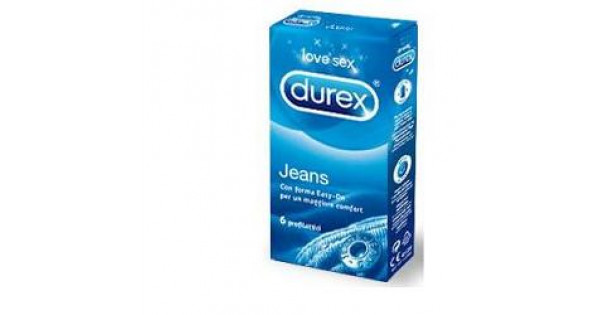 love sex
durex®
Jeans
Con forma Easy-On
per un maggiore comfort
6 profilattici